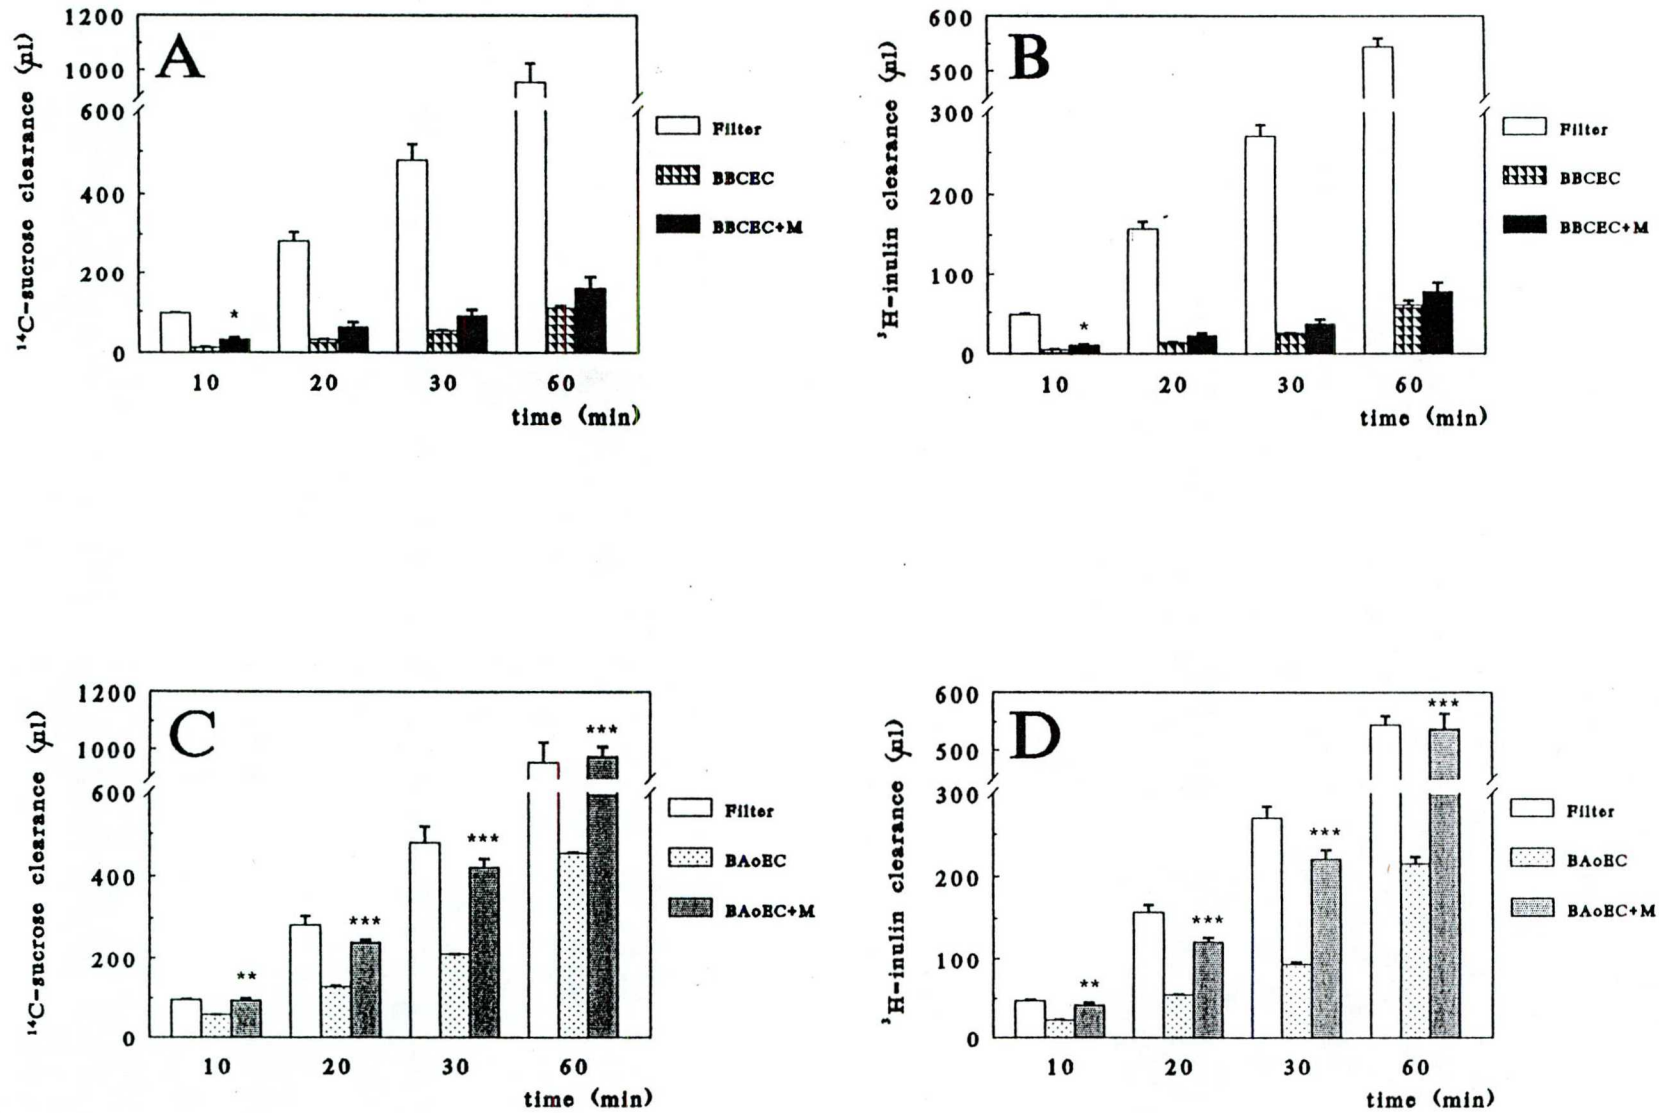 A
¹⁴C-sucrose clearance (µl)
1200
1000
600
400
200
0
*
10 20 30 60
time (min)
Filter
BBCEC
BBCEC+M
B
³H-inulin clearance (µl)
600
500
300
200
100
0
*
10 20 30 60
time (min)
Filter
BBCEC
BBCEC+M
C
¹⁴C-sucrose clearance (µl)
1200
1000
600
400
200
0
** *** *** ***
10 20 30 60
time (min)
Filter
BAoEC
BAoEC+M
D
³H-inulin clearance (µl)
600
500
300
200
100
0
** *** *** ***
10 20 30 60
time (min)
Filter
BAoEC
BAoEC+M